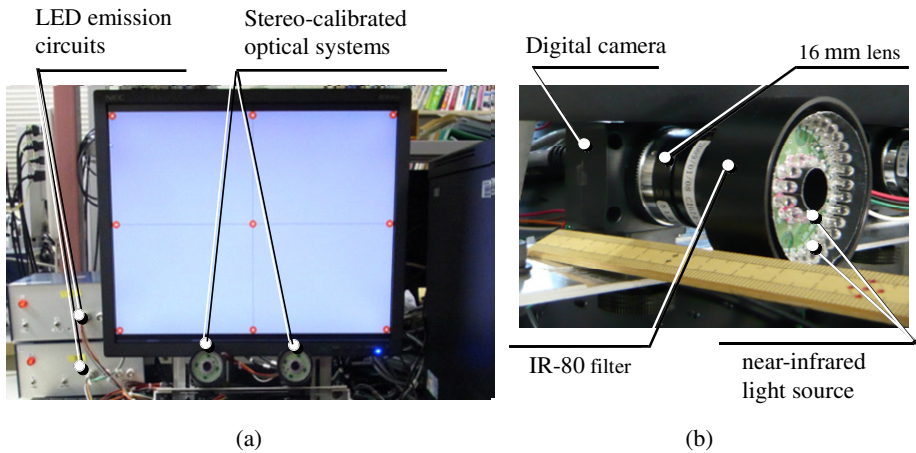 LED emission
circuits
Stereo-calibrated
optical systems
NEC
Digital camera
16 mm lens
IR-80 filter
near-infrared
light source
(a)
(b)